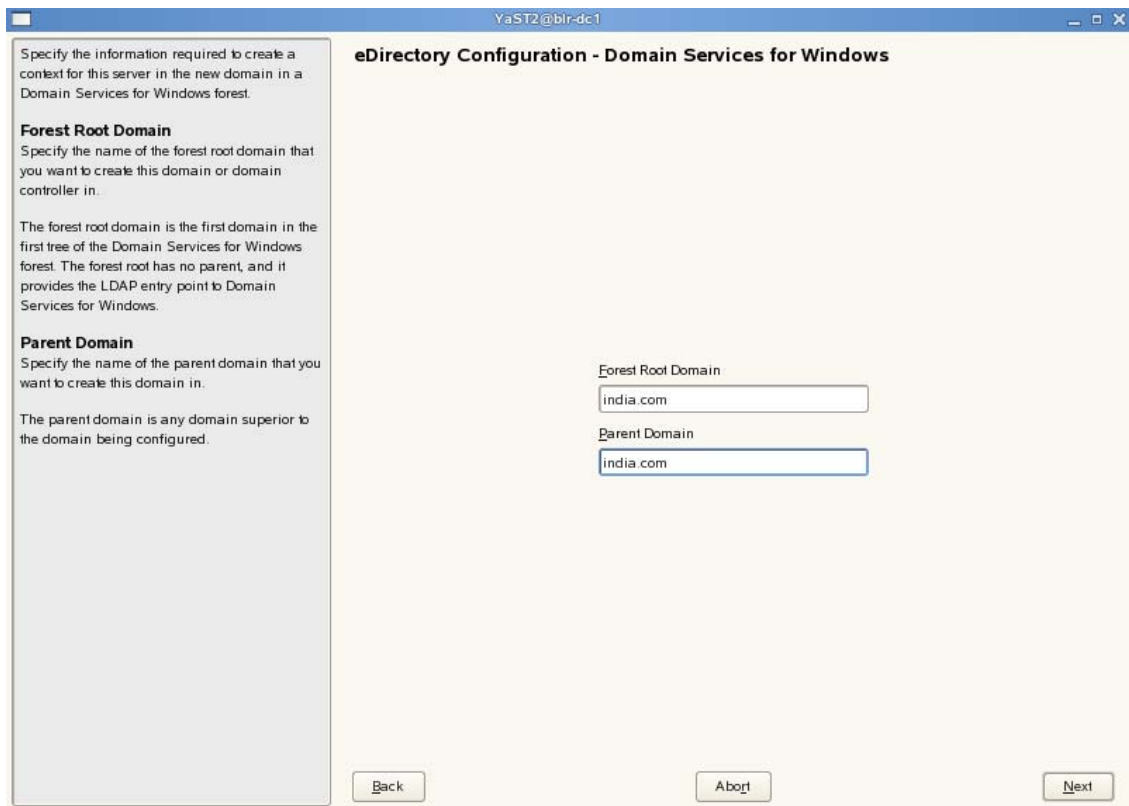 YaST2@blr-dc1
Specify the information required to create a
context for this server in the new domain in a
Domain Services for Windows forest.
Forest Root Domain
Specify the name of the forest root domain that
you want to create this domain or domain
controller in.
The forest root domain is the first domain in the
first tree of the Domain Services for Windows
forest. The forest root has no parent, and it
provides the LDAP entry point to Domain
Services for Windows.
Parent Domain
Specify the name of the parent domain that you
want to create this domain in.
The parent domain is any domain superior to
the domain being configured.
eDirectory Configuration - Domain Services for Windows
Forest Root Domain
india.com
Parent Domain
india.com
Back
Abort
Next